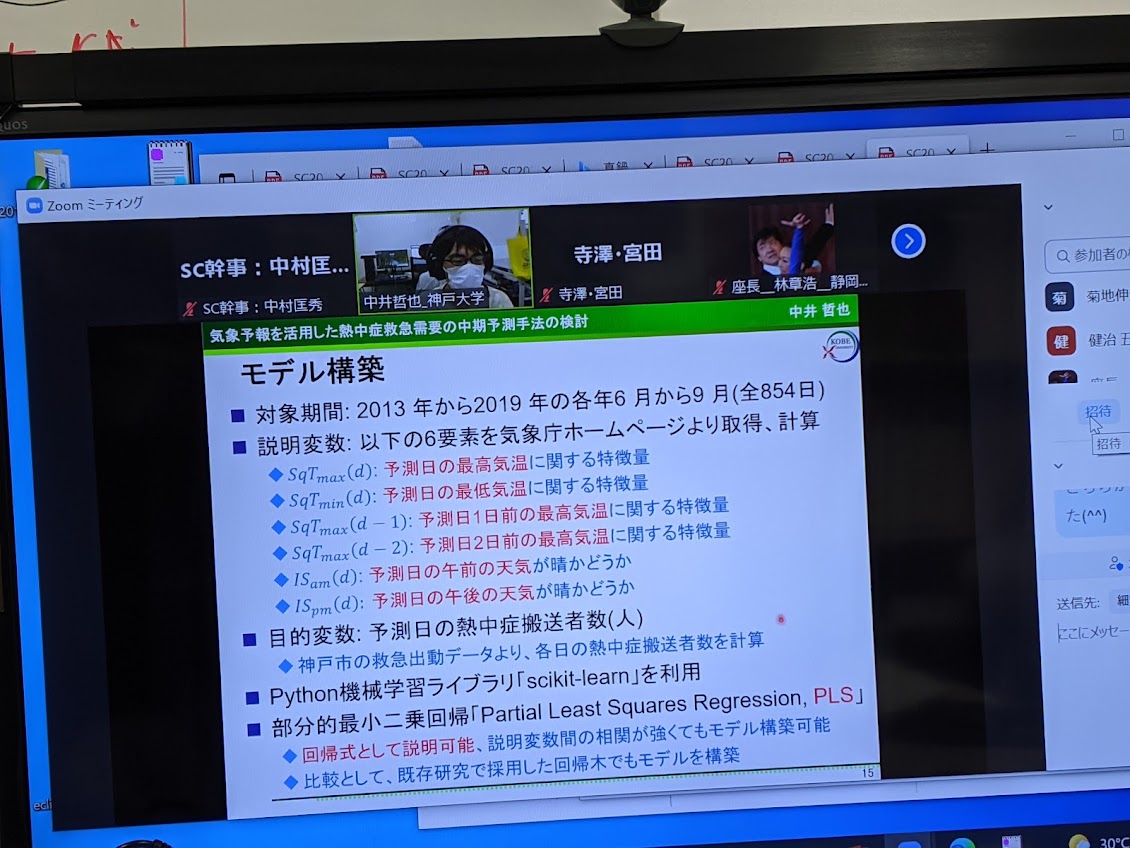 Zoom ミーティング
SC20
SC20
SC20
真鍋
SC20
SC20
SC20
SC幹事：中村匡...
寺澤・宮田
SC幹事：中村匡秀
中井哲也_神戸大学
寺澤・宮田
座長__林章浩__静岡...
参加者の
菊
菊地伸
健
健治
招待
招待
た(^^)
送信先:
ここにメッセー
気象予報を活用した熱中症救急需要の中期予測手法の検討
中井 哲也
KOBE
モデル構築
対象期間: 2013 年から2019 年の各年6 月から9 月(全854日)
説明変数: 以下の6要素を気象庁ホームページより取得、計算
SqTmax(d): 予測日の最高気温に関する特徴量
SqTmin(d): 予測日の最低気温に関する特徴量
SqTmax(d − 1): 予測日1日前の最高気温に関する特徴量
SqTmax(d − 2): 予測日2日前の最高気温に関する特徴量
ISam(d): 予測日の午前の天気が晴かどうか
ISpm(d): 予測日の午後の天気が晴かどうか
目的変数: 予測日の熱中症搬送者数(人)
神戸市の救急出動データより、各日の熱中症搬送者数を計算
Python機械学習ライブラリ「scikit-learn」を利用
部分的最小二乗回帰「Partial Least Squares Regression, PLS」
回帰式として説明可能、説明変数間の相関が強くてもモデル構築可能
比較として、既存研究で採用した回帰木でもモデルを構築
15
30°C